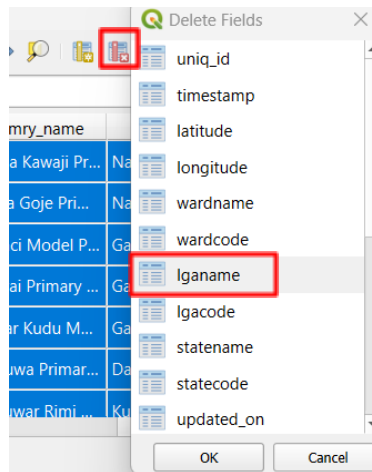 Delete Fields
uniq_id
timestamp
latitude
longitude
wardname
wardcode
lganame
lgacode
statename
statecode
updated_on
OK Cancel
mry_name
a Kawaji Pr... Na
a Goje Pri... Na
ci Model P... Ga
ai Primary ... Ga
ar Kudu M... Ga
uwa Primar... Da
uwar Rimi ... Ku